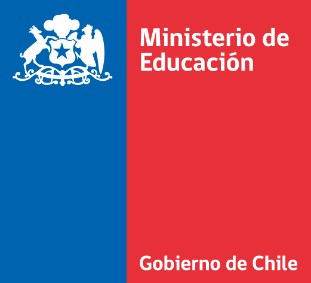 Ministerio de
Educación
Gobierno de Chile